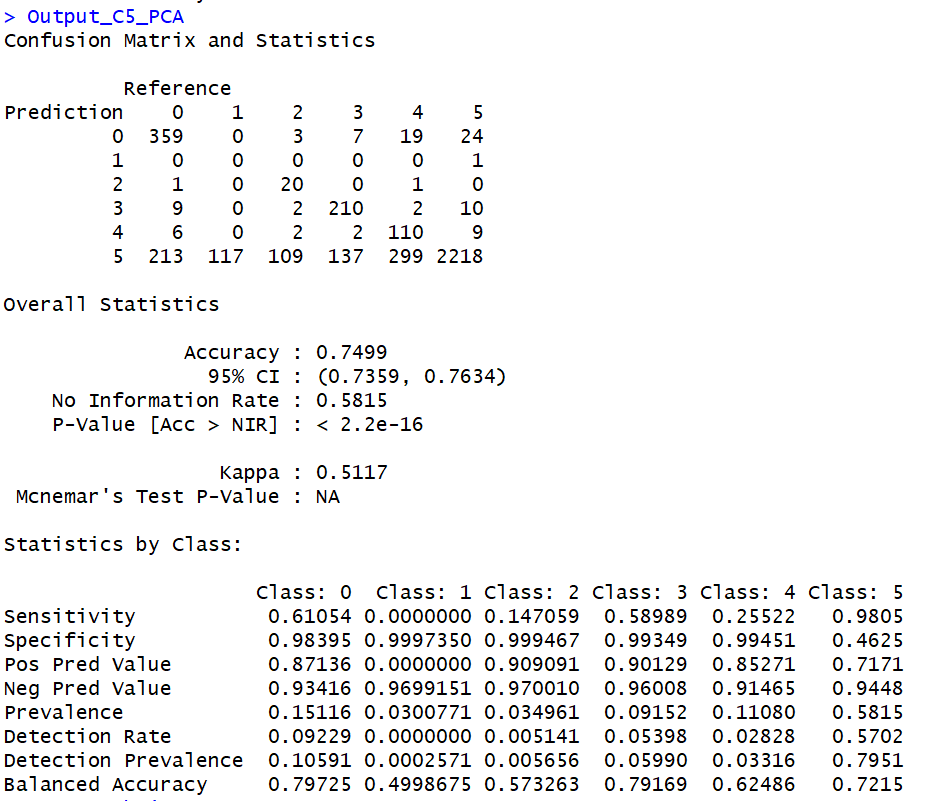 > Output_C5_PCA
Confusion Matrix and Statistics
Reference
Prediction 0 1 2 3 4 5
0 359 0 3 7 19 24
1 0 0 0 0 0 1
2 1 0 20 0 1 0
3 9 0 2 210 2 10
4 6 0 2 2 110 9
5 213 117 109 137 299 2218
Overall Statistics
Accuracy : 0.7499
95% CI : (0.7359, 0.7634)
No Information Rate : 0.5815
P-Value [Acc > NIR] : < 2.2e-16
Kappa : 0.5117
Mcnemar's Test P-Value : NA
Statistics by Class:
Class: 0 Class: 1 Class: 2 Class: 3 Class: 4 Class: 5
Sensitivity 0.61054 0.0000000 0.147059 0.58989 0.25522 0.9805
Specificity 0.98395 0.9997350 0.999467 0.99349 0.99451 0.4625
Pos Pred Value 0.87136 0.0000000 0.909091 0.90129 0.85271 0.7171
Neg Pred Value 0.93416 0.9699151 0.970010 0.96008 0.91465 0.9448
Prevalence 0.15116 0.0300771 0.034961 0.09152 0.11080 0.5815
Detection Rate 0.09229 0.0000000 0.005141 0.05398 0.02828 0.5702
Detection Prevalence 0.10591 0.0002571 0.005656 0.05990 0.03316 0.7951
Balanced Accuracy 0.79725 0.4998675 0.573263 0.79169 0.62486 0.7215